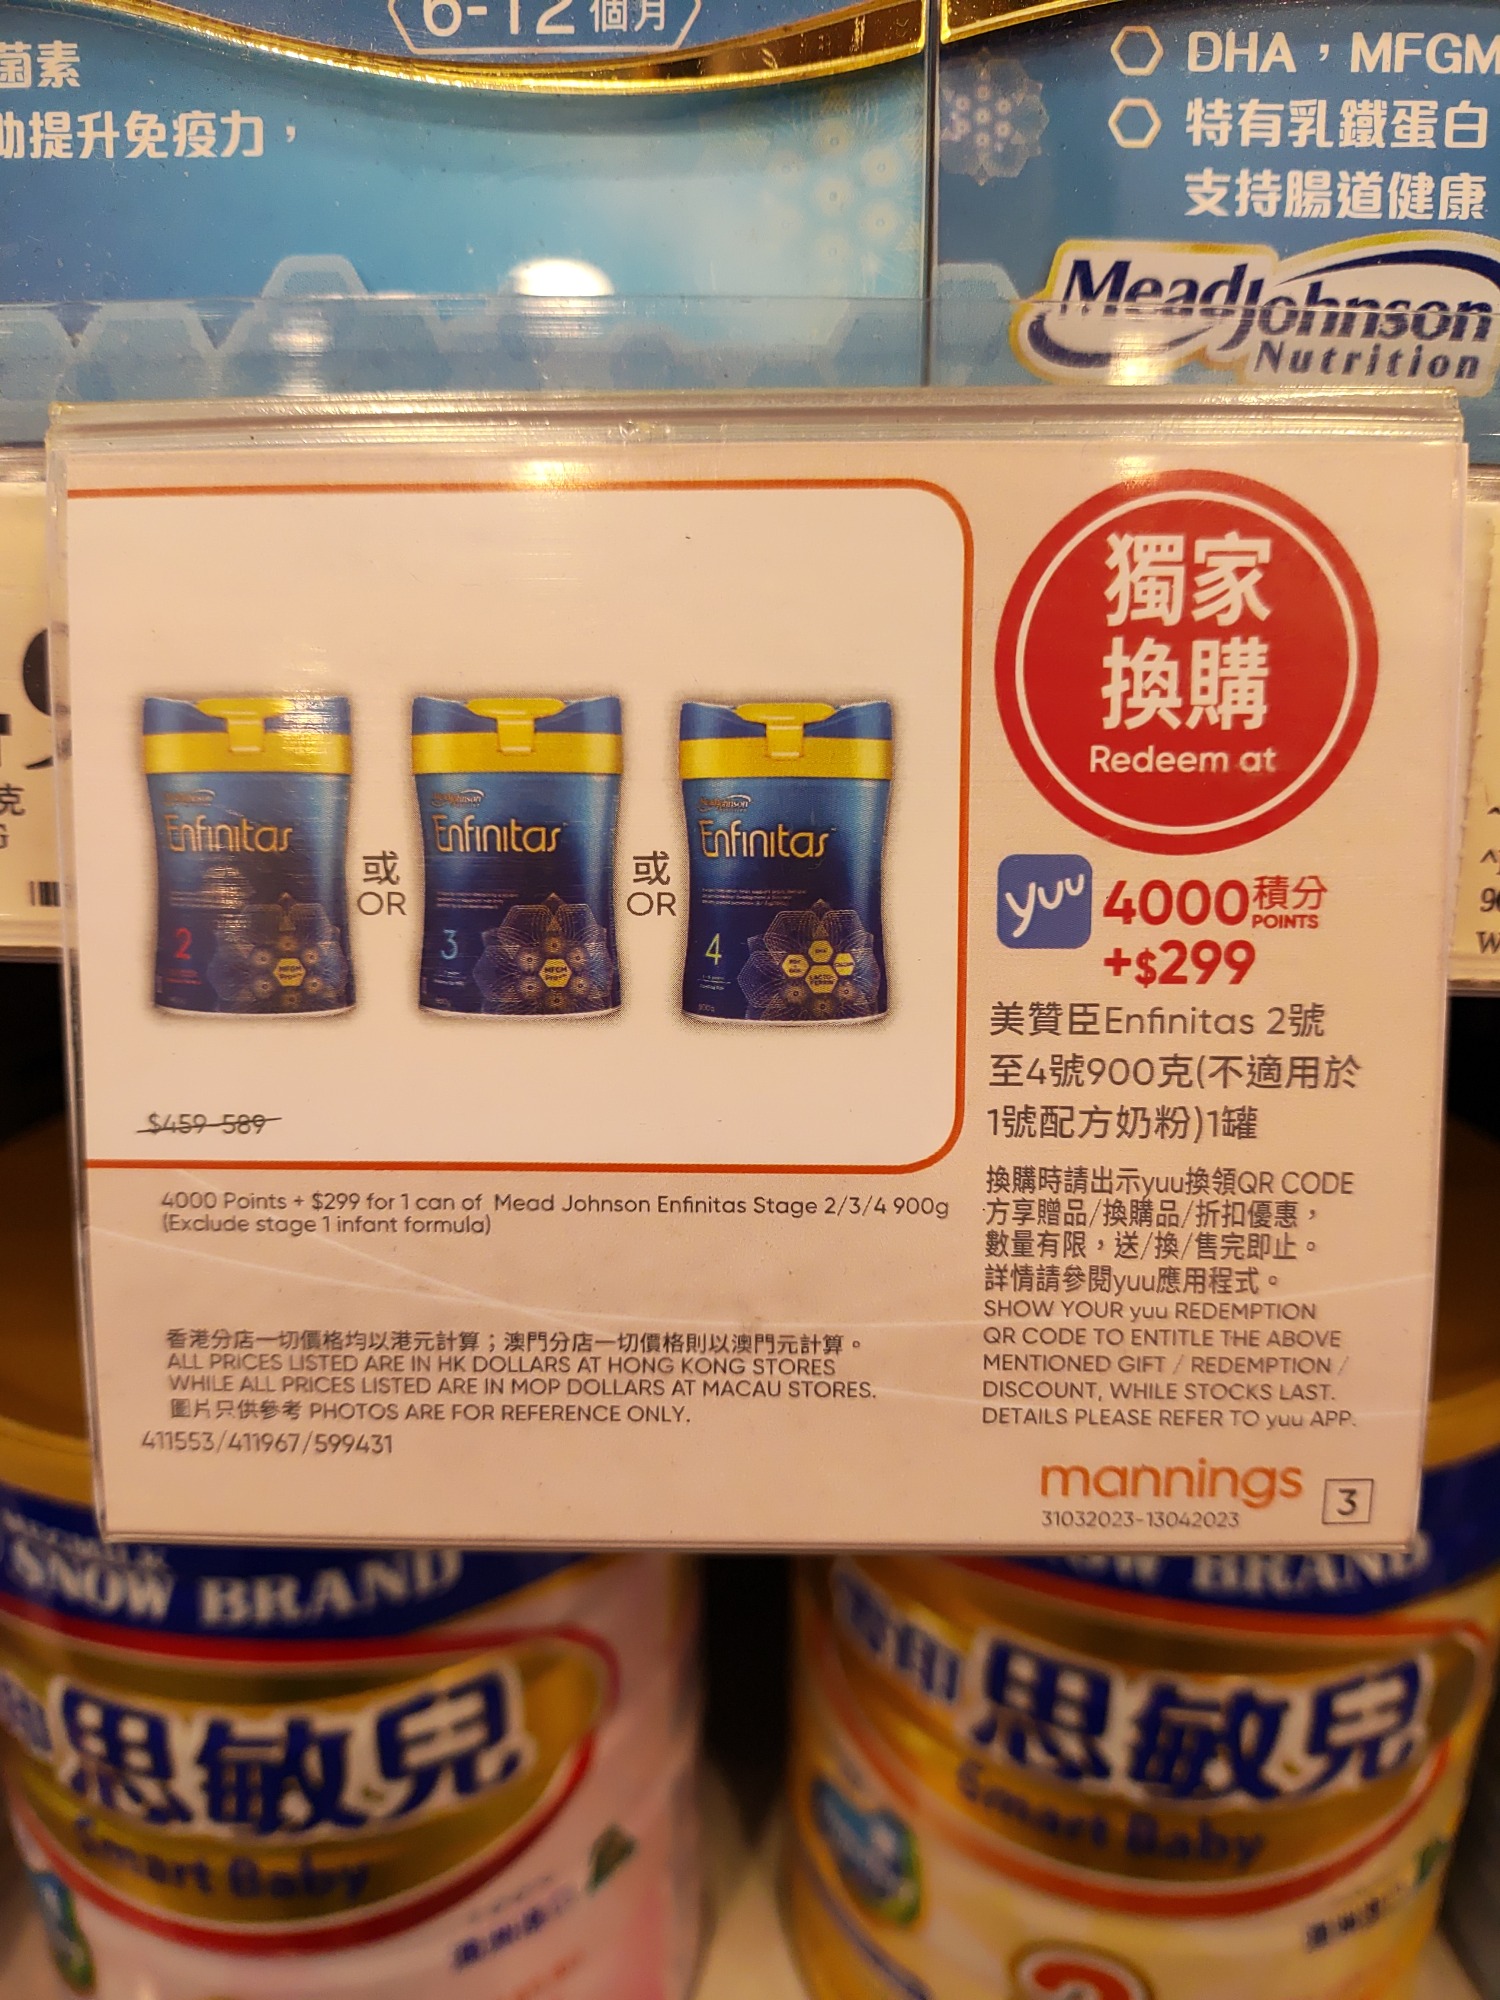 6-12個月
菌素
助提升免疫力，
DHA，MFGM
特有乳鐵蛋白
支持腸道健康
MeadJohnson
Nutrition
獨家
換購
Redeem at
yuu 4000積分
POINTS
+$299
美贊臣Enfinitas 2號
至4號900克(不適用於
1號配方奶粉)1罐
Enfinitas
2
或
OR
Enfinitas
3
或
OR
Enfinitas
4
$459-589
4000 Points + $299 for 1 can of Mead Johnson Enfinitas Stage 2/3/4 900g
(Exclude stage 1 infant formula)
換購時請出示yuu換領QR CODE
方享贈品/換購品/折扣優惠，
數量有限，送/換/售完即止。
詳情請參閱yuu應用程式。
SHOW YOUR yuu REDEMPTION
QR CODE TO ENTITLE THE ABOVE
MENTIONED GIFT / REDEMPTION /
DISCOUNT, WHILE STOCKS LAST.
DETAILS PLEASE REFER TO yuu APP.
香港分店一切價格均以港元計算；澳門分店一切價格則以澳門元計算。
ALL PRICES LISTED ARE IN HK DOLLARS AT HONG KONG STORES
WHILE ALL PRICES LISTED ARE IN MOP DOLLARS AT MACAU STORES.
圖片只供參考 PHOTOS ARE FOR REFERENCE ONLY.
411553/411967/599431
mannings
31032023-13042023
3
SNOW BRAND
思敏兒
Smart Baby
BRAND
思敏兒
Smart Baby